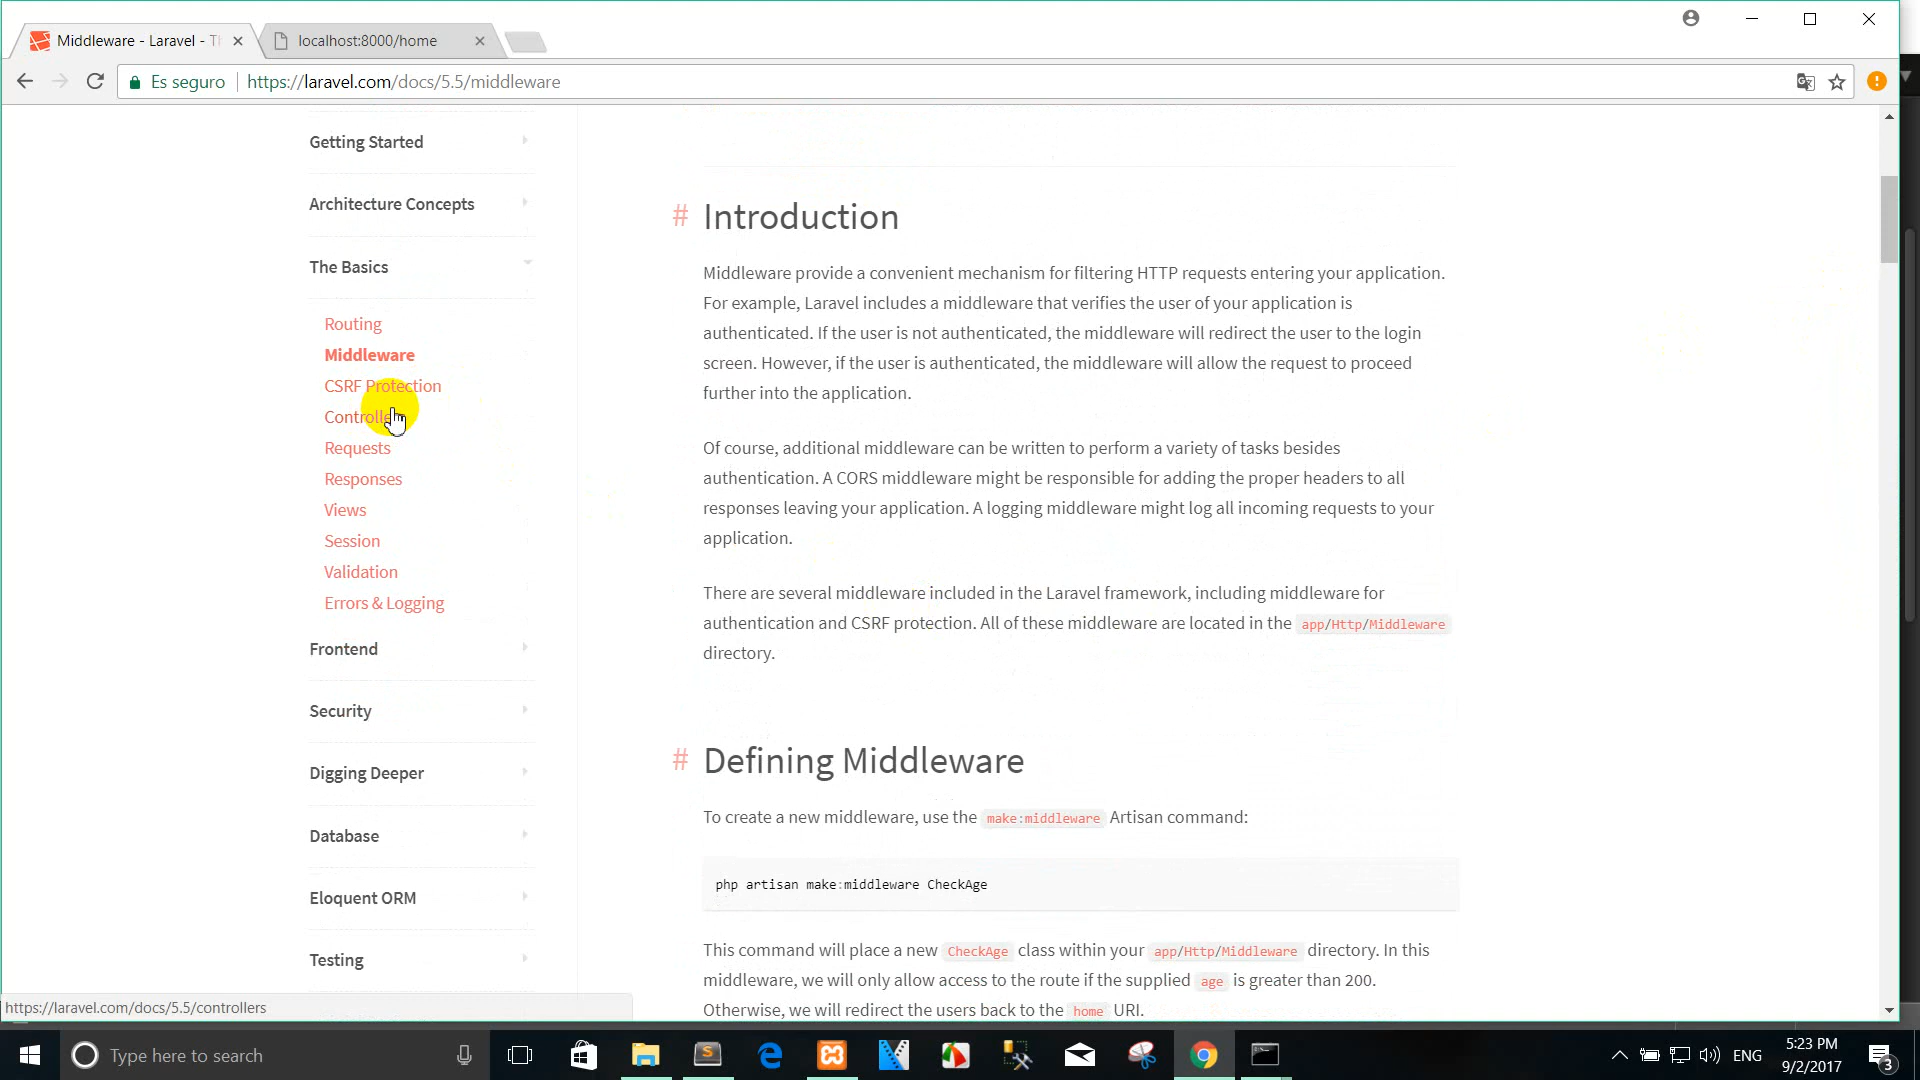 Middleware - Laravel - Th
localhost:8000/home
Es seguro
https://laravel.com/docs/5.5/middleware
Getting Started
Architecture Concepts
The Basics
Routing
Middleware
CSRF Protection
Requests
Responses
Views
Session
Validation
Errors & Logging
Frontend
Security
Digging Deeper
Database
Eloquent ORM
Testing
# Introduction
Middleware provide a convenient mechanism for filtering HTTP requests entering your application.
For example, Laravel includes a middleware that verifies the user of your application is
authenticated. If the user is not authenticated, the middleware will redirect the user to the login
screen. However, if the user is authenticated, the middleware will allow the request to proceed
further into the application.
Of course, additional middleware can be written to perform a variety of tasks besides
authentication. A CORS middleware might be responsible for adding the proper headers to all
responses leaving your application. A logging middleware might log all incoming requests to your
application.
There are several middleware included in the Laravel framework, including middleware for
authentication and CSRF protection. All of these middleware are located in the app/Http/Middleware
directory.
# Defining Middleware
To create a new middleware, use the make:middleware Artisan command:
php artisan make:middleware CheckAge
This command will place a new CheckAge class within your app/Http/Middleware directory. In this
middleware, we will only allow access to the route if the supplied age is greater than 200.
Otherwise, we will redirect the users back to the home URI.
https://laravel.com/docs/5.5/controllers
Type here to search
ENG
5:23 PM
9/2/2017
3